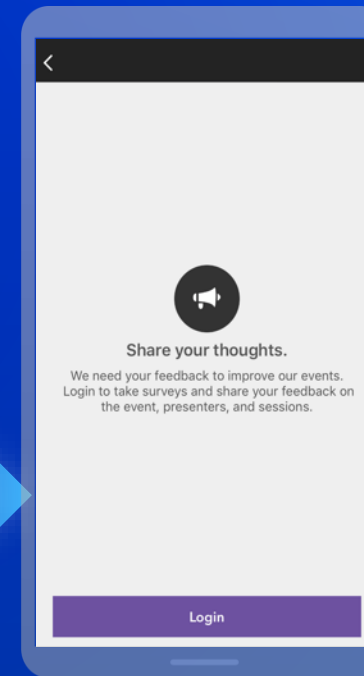 Share your thoughts.
We need your feedback to improve our events.
Login to take surveys and share your feedback on
the event, presenters, and sessions.
Login